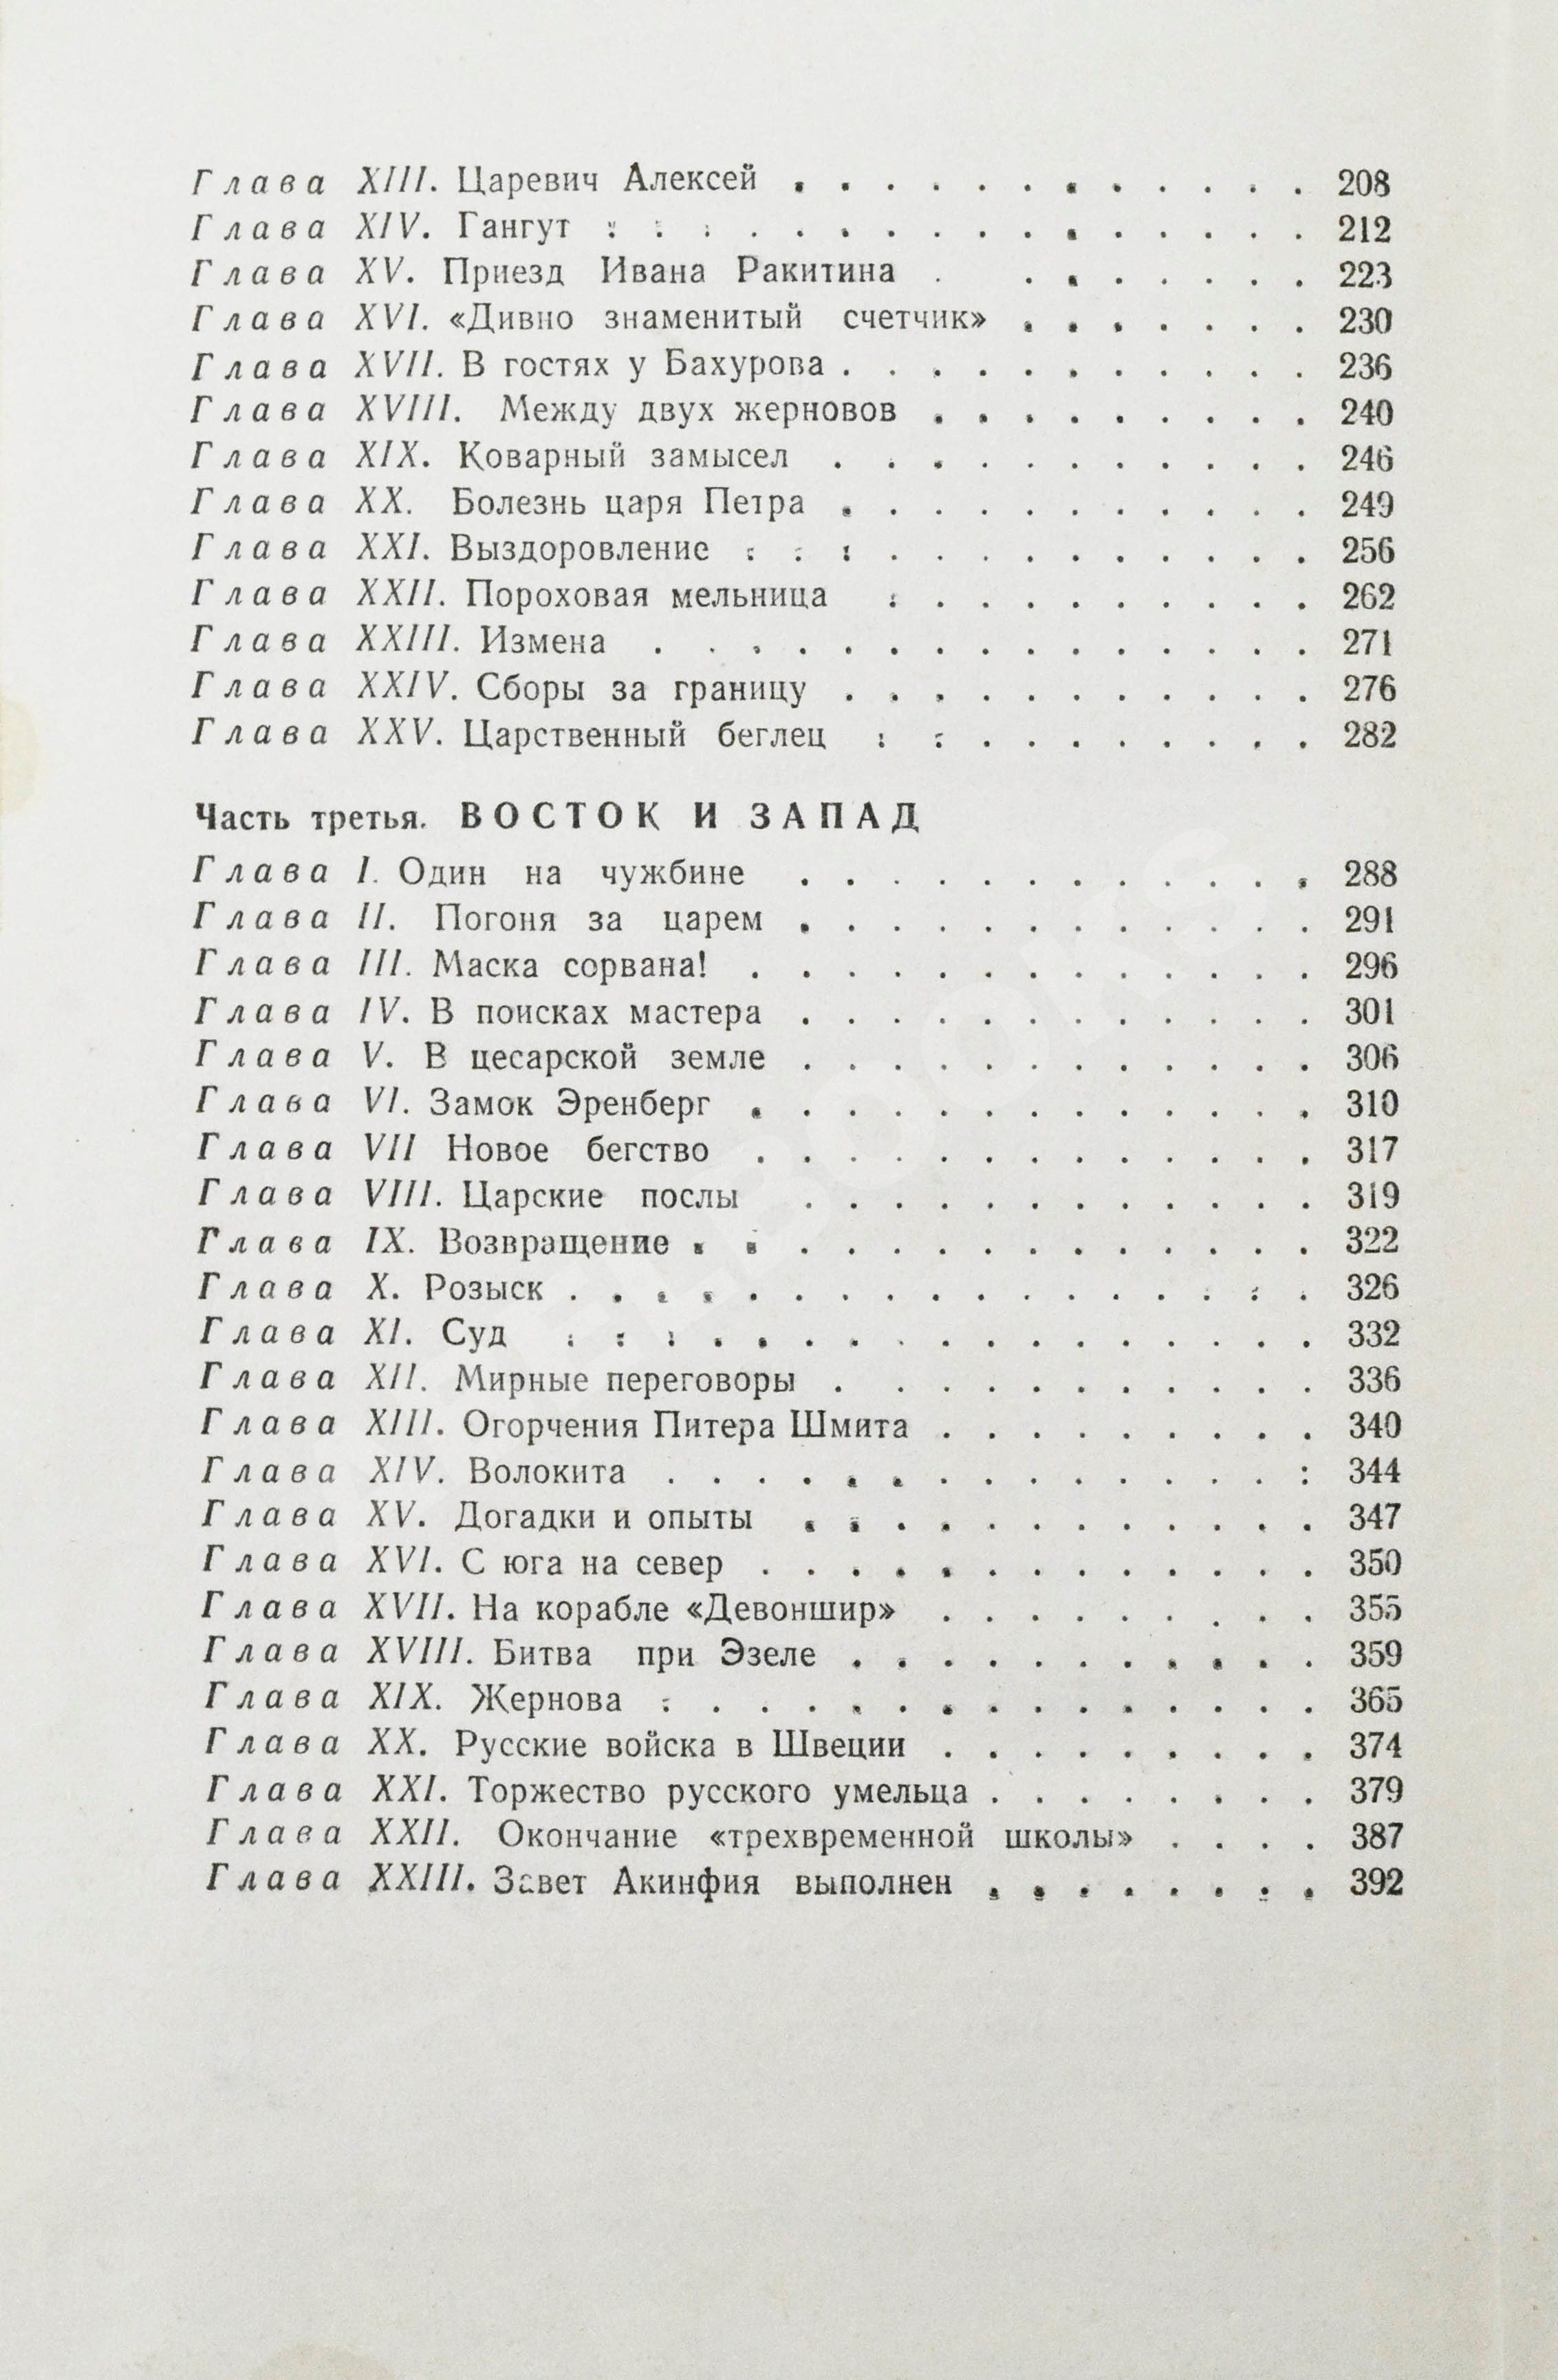 Глава XIII. Царевич Алексей . . . . . . . . . . . . 208
Глава XIV. Гангут . . . . . . . . . . . . . . . . 212
Глава XV. Приезд Ивана Ракитина . . . . . . . . 223
Глава XVI. «Дивно знаменитый счетчик» . . . . . . . 230
Глава XVII. В гостях у Бахурова . . . . . . . . . . . 236
Глава XVIII. Между двух жерновов . . . . . . . . . 240
Глава XIX. Коварный замысел . . . . . . . . . . . 246
Глава XX. Болезнь царя Петра . . . . . . . . . . . 249
Глава XXI. Выздоровление . . . . . . . . . . . . . 256
Глава XXII. Пороховая мельница . . . . . . . . . . 262
Глава XXIII. Измена . . . . . . . . . . . . . . . 271
Глава XXIV. Сборы за границу . . . . . . . . . . . 276
Глава XXV. Царственный беглец . . . . . . . . . . 282
Часть третья. ВОСТОК И ЗАПАД
Глава I. Один на чужбине . . . . . . . . . . . . 288
Глава II. Погоня за царем . . . . . . . . . . . . 291
Глава III. Маска сорвана! . . . . . . . . . . . . . 296
Глава IV. В поисках мастера . . . . . . . . . . . . 301
Глава V. В цесарской земле . . . . . . . . . . . . 306
Глава VI. Замок Эренберг . . . . . . . . . . . . . 310
Глава VII Новое бегство . . . . . . . . . . . . . 317
Глава VIII. Царские послы . . . . . . . . . . . . 319
Глава IX. Возвращение . . . . . . . . . . . . . . 322
Глава X. Розыск . . . . . . . . . . . . . . . . . 326
Глава XI. Суд . . . . . . . . . . . . . . . . . 332
Глава XII. Мирные переговоры . . . . . . . . . . . 336
Глава XIII. Огорчения Питера Шмита . . . . . . . . . 340
Глава XIV. Волокита . . . . . . . . . . . . . . . 344
Глава XV. Догадки и опыты . . . . . . . . . . . . 347
Глава XVI. С юга на север . . . . . . . . . . . . . 350
Глава XVII. На корабле «Девоншир» . . . . . . . . . 355
Глава XVIII. Битва при Эзеле . . . . . . . . . . . 359
Глава XIX. Жернова . . . . . . . . . . . . . . . 365
Глава XX. Русские войска в Швеции . . . . . . . . . 374
Глава XXI. Торжество русского умельца . . . . . . . . 379
Глава XXII. Окончание «трехвременной школы» . . . . 387
Глава XXIII. Завет Акинфия выполнен . . . . . . . . 392